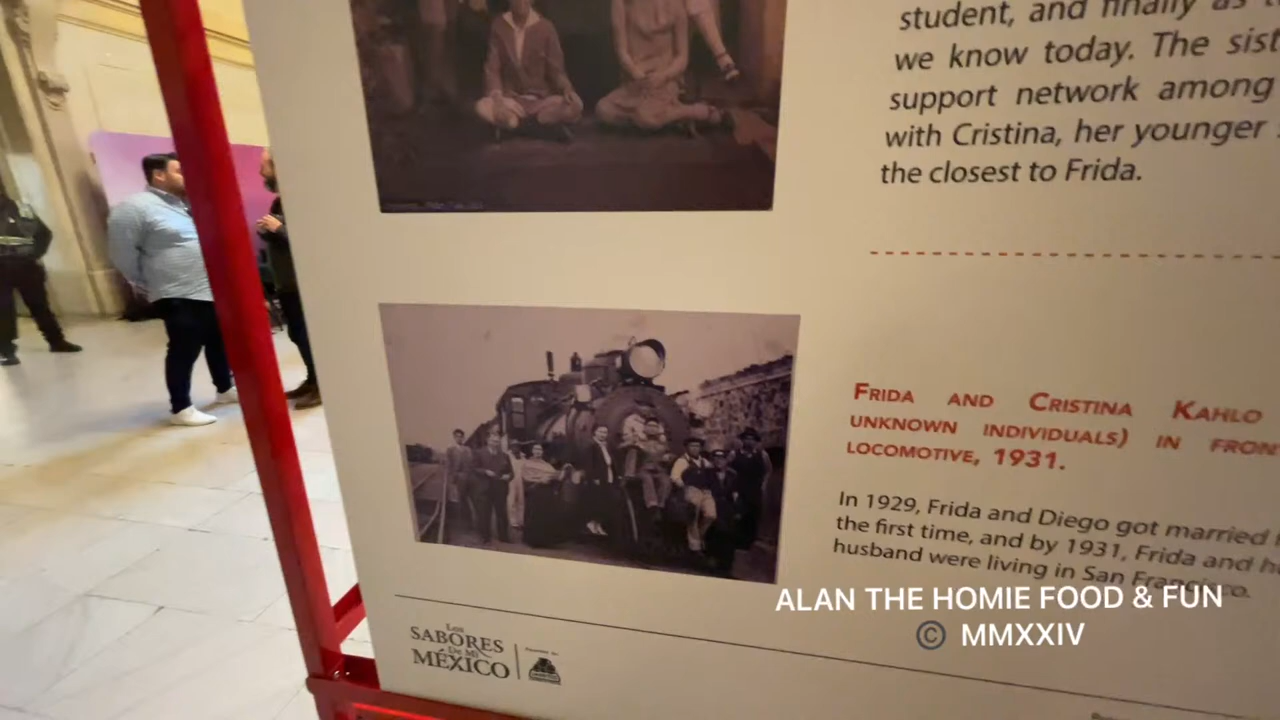 student, and finally as
we know today. The
support network among
with Cristina, her younger
the closest to Frida.
FRIDA AND CRISTINA KAHLO
UNKNOWN INDIVIDUALS) IN
LOCOMOTIVE, 1931.
In 1929, Frida and Diego got married
the first time, and by 1931, Frida and
husband were living in San Francisco.
ALAN THE HOMIE FOOD & FUN
© MMXXIV
Los
SABORES
De Mi
MÉXICO